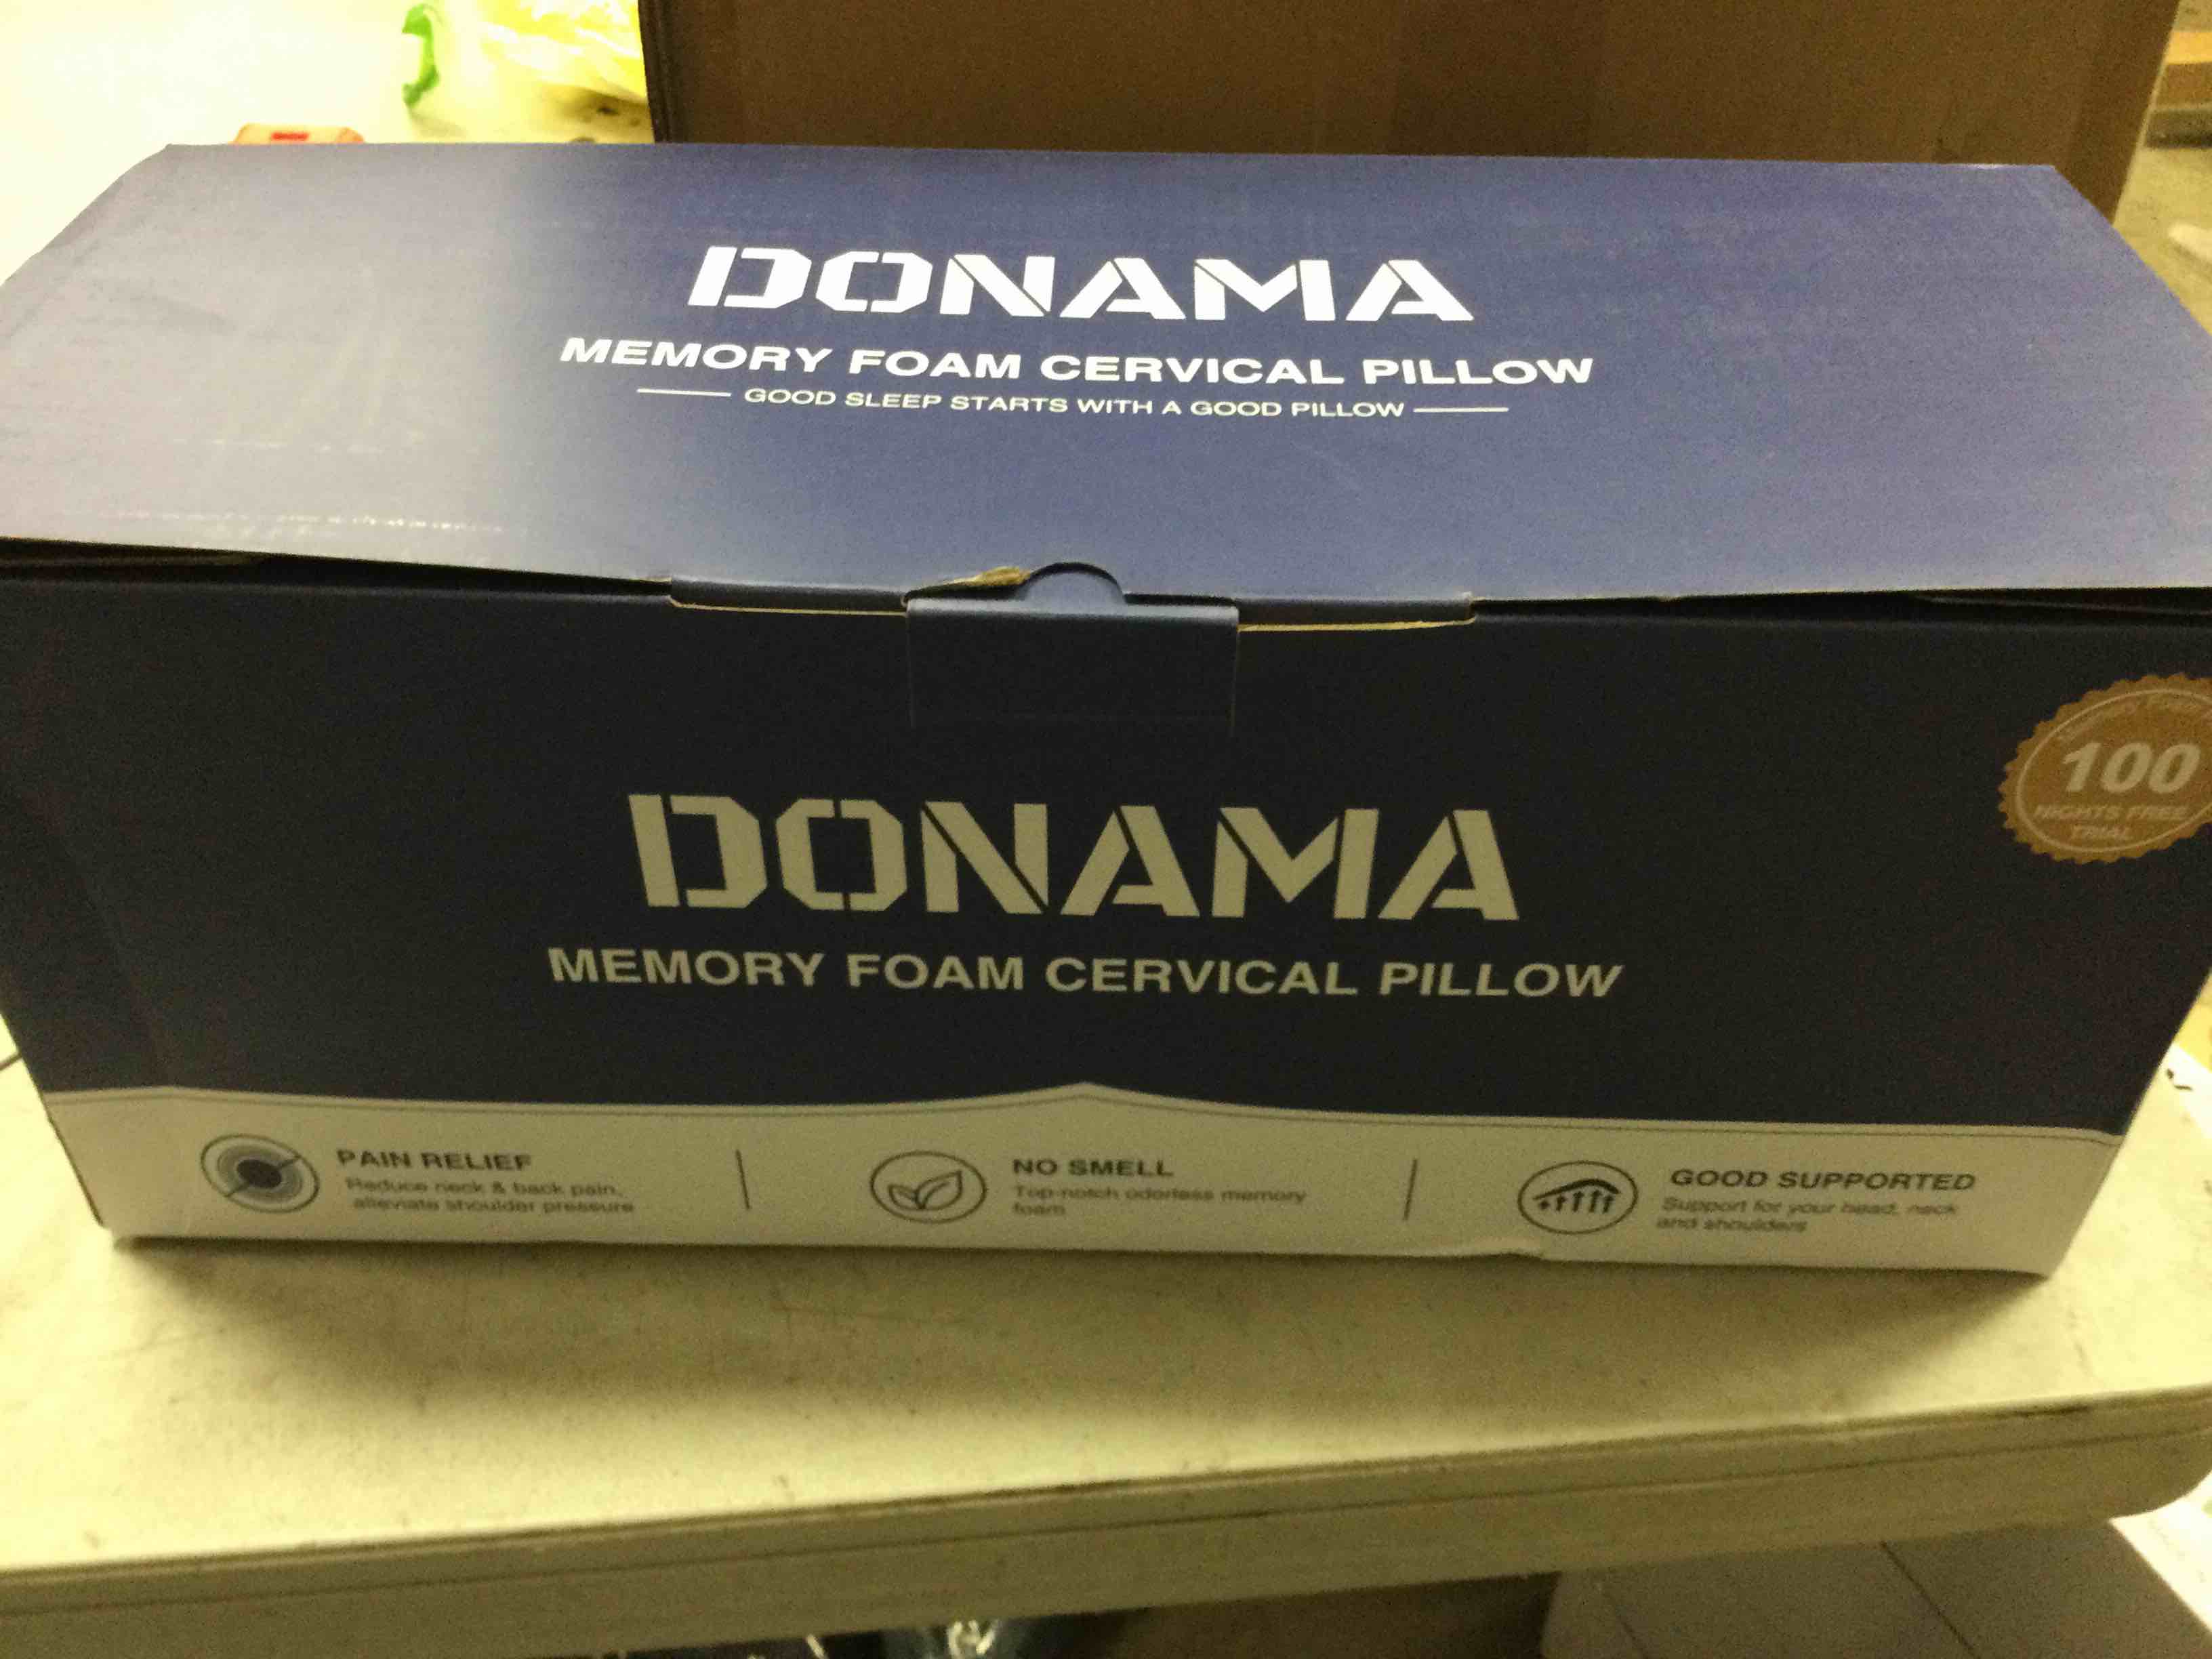 DONAMA
MEMORY FOAM CERVICAL PILLOW
GOOD SLEEP STARTS WITH A GOOD PILLOW
100
NIGHTS FREE
TRIAL
DONAMA
MEMORY FOAM CERVICAL PILLOW
PAIN RELIEF
Reduce neck & back pain,
alleviate shoulder pressure
NO SMELL
Top-notch odorless memory
foam
GOOD SUPPORTED
Support for your head, neck
and shoulders